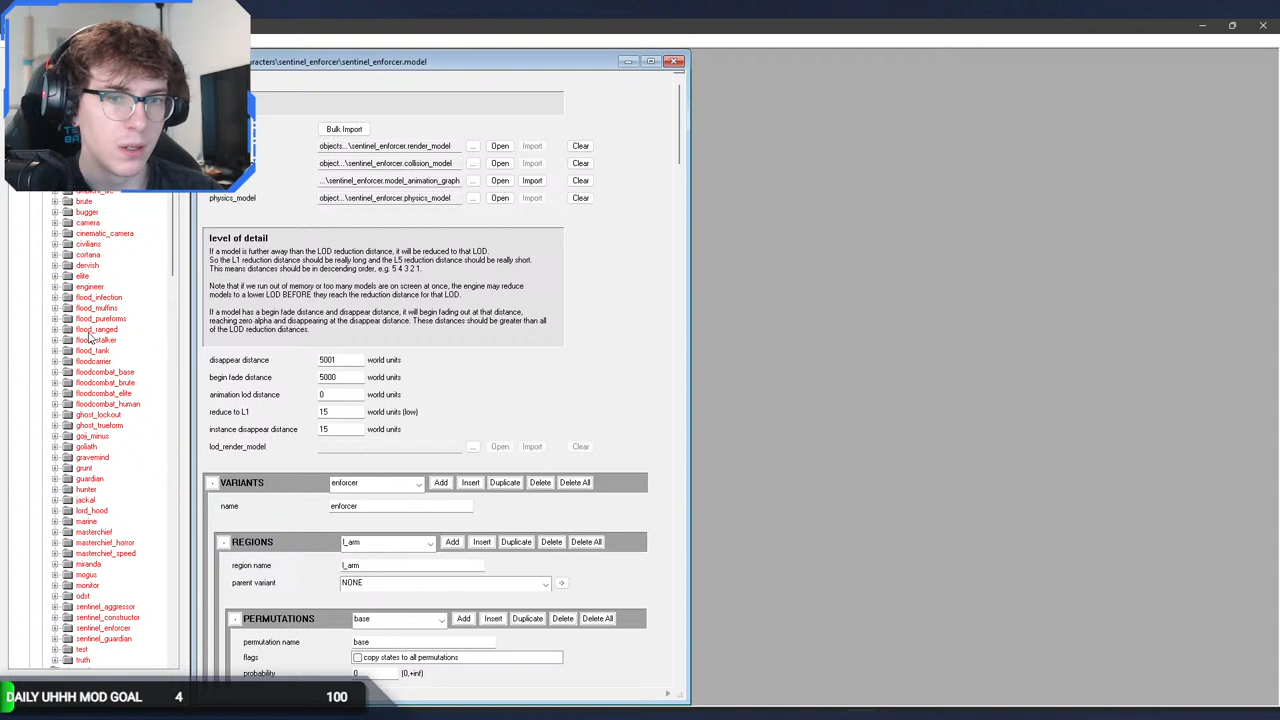 aracters\sentinel_enforcer\sentinel_enforcer.model
Bulk Import
objects...\sentinel_enforcer.render_model ... Open Import Clear
object...\sentinel_enforcer.collision_model ... Open Import Clear
...\sentinel_enforcer.model_animation_graph ... Open Import Clear
physics_model object...\sentinel_enforcer.physics_model ... Open Import Clear
brute
bugger
camera
cinematic_camera
civilians
cortana
dervish
elite
engineer
flood_infection
flood_muffins
flood_pureforms
flood_ranged
flood_stalker
flood_tank
floodcarrier
floodcombat_base
floodcombat_brute
floodcombat_elite
floodcombat_human
ghost_lockout
ghost_trueform
goji_minus
goliath
gravemind
grunt
guardian
hunter
jackal
lord_hood
marine
masterchief
masterchief_horror
masterchief_speed
miranda
mogus
monitor
odst
sentinel_aggressor
sentinel_constructor
sentinel_enforcer
sentinel_guardian
test
truth
level of detail
If a model is further away than the LOD reduction distance, it will be reduced to that LOD.
So the L1 reduction distance should be really long and the L5 reduction distance should be really short.
This means distances should be in descending order, e.g. 5 4 3 2 1.
Note that if we run out of memory or too many models are on screen at once, the engine may reduce
models to a lower LOD BEFORE they reach the reduction distance for that LOD.
If a model has a begin fade distance and disappear distance, it will begin fading out at that distance,
reaching zero alpha and disappearing at the disappear distance. These distances should be greater than all
of the LOD reduction distances.
disappear distance 5001 world units
begin fade distance 5000 world units
animation lod distance 0 world units
reduce to L1 15 world units (low)
instance disappear distance 15 world units
lod_render_model ... Open Import Clear
- VARIANTS enforcer Add Insert Duplicate Delete Delete All
name enforcer
- REGIONS l_arm Add Insert Duplicate Delete Delete All
region name l_arm
parent variant NONE
- PERMUTATIONS base Add Insert Duplicate Delete Delete All
permutation name base
flags copy states to all permutations
probability 0 (0,+inf)
DAILY UHHH MOD GOAL 4 100